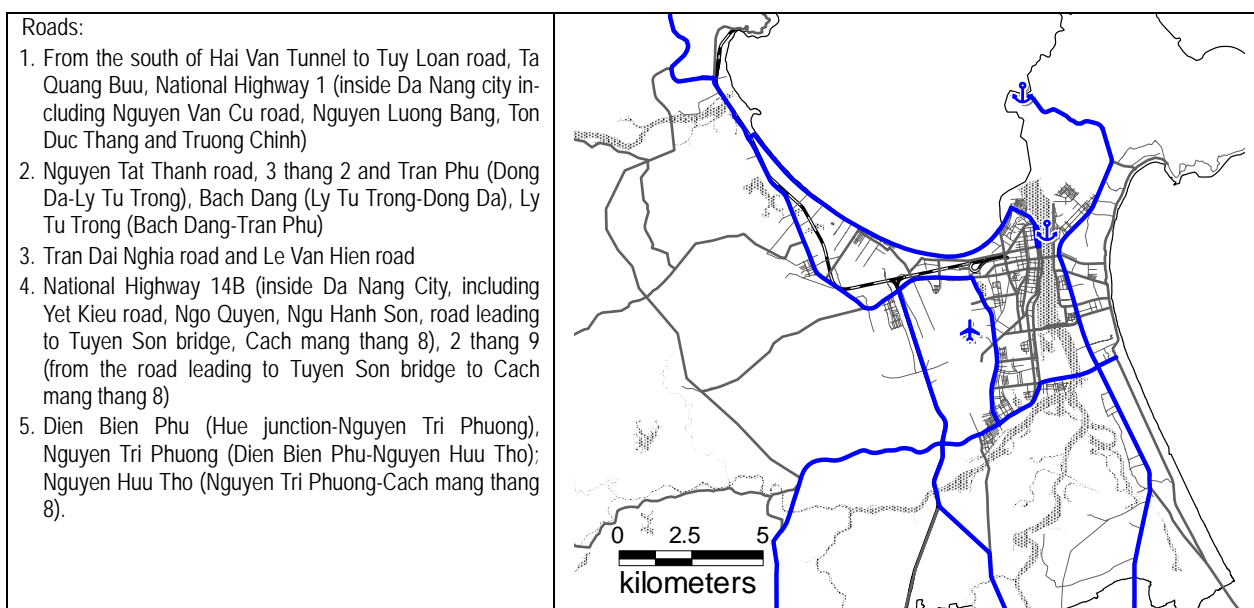 Roads:
1. From the south of Hai Van Tunnel to Tuy Loan road, Ta
Quang Buu, National Highway 1 (inside Da Nang city in-
cluding Nguyen Van Cu road, Nguyen Luong Bang, Ton
Duc Thang and Truong Chinh)
2. Nguyen Tat Thanh road, 3 thang 2 and Tran Phu (Dong
Da-Ly Tu Trong), Bach Dang (Ly Tu Trong-Dong Da), Ly
Tu Trong (Bach Dang-Tran Phu)
3. Tran Dai Nghia road and Le Van Hien road
4. National Highway 14B (inside Da Nang City, including
Yet Kieu road, Ngo Quyen, Ngu Hanh Son, road leading
to Tuyen Son bridge, Cach mang thang 8), 2 thang 9
(from the road leading to Tuyen Son bridge to Cach
mang thang 8)
5. Dien Bien Phu (Hue junction-Nguyen Tri Phuong),
Nguyen Tri Phuong (Dien Bien Phu-Nguyen Huu Tho);
Nguyen Huu Tho (Nguyen Tri Phuong-Cach mang thang
8).
0 2.5 5
kilometers